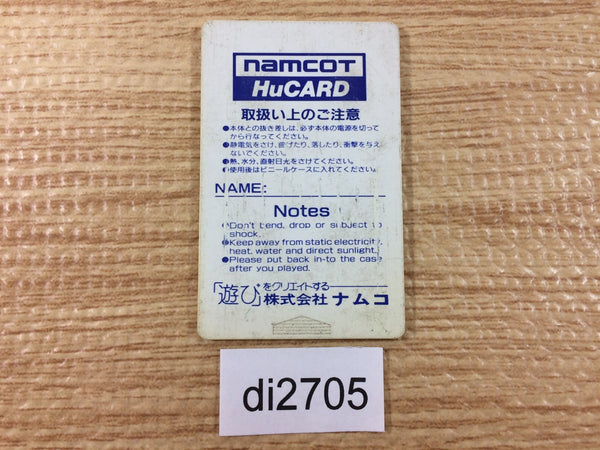 namcoT
HuCARD
取扱い上のご注意
●本体との抜き差しは、必ず本体の電源を切って
から行なってください。
●静電気をさけ、曲げたり、落したり、衝撃を与え
ないでください。
●熱、水分、直射日光をさけてください。
●使用後はビニールケースに入れてください。
NAME:
Notes
●Don't bend, drop or subject to
shock.
●Keep away from static electricity,
heat, water and direct sunlight.
●Please put back in-to the case
after you played.
「遊び」をクリエイトする
株式会社 ナムコ
di2705